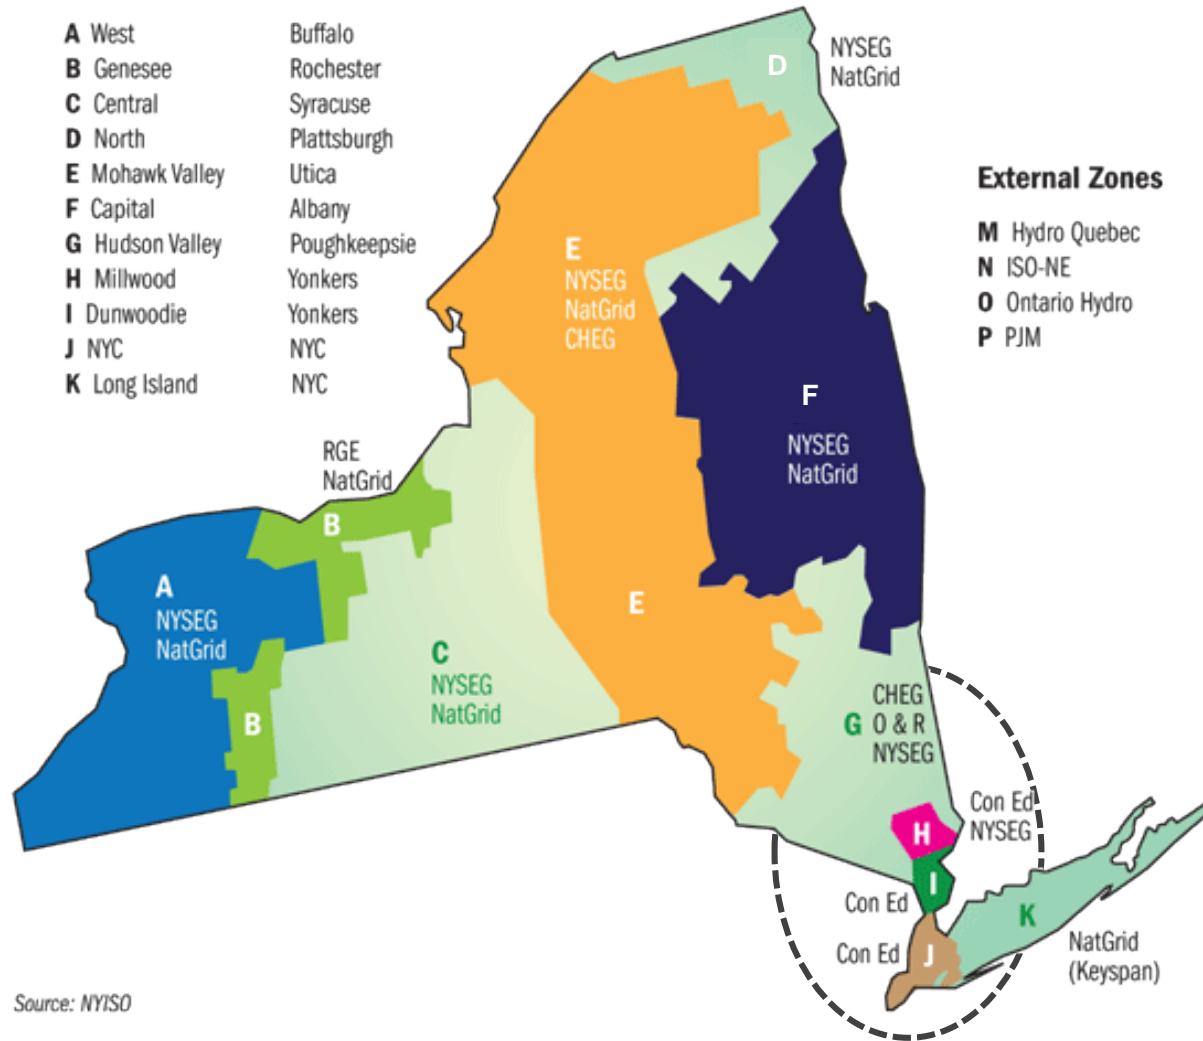 A West Buffalo
B Genesee Rochester
C Central Syracuse
D North Plattsburgh
E Mohawk Valley Utica
F Capital Albany
G Hudson Valley Poughkeepsie
H Millwood Yonkers
I Dunwoodie Yonkers
J NYC NYC
K Long Island NYC
D
NYSEG
NatGrid
External Zones
M Hydro Quebec
N ISO-NE
O Ontario Hydro
P PJM
E
NYSEG
NatGrid
CHEG
F
NYSEG
NatGrid
RGE
NatGrid
B
A
NYSEG
NatGrid
E
C
NYSEG
NatGrid
B
CHEG
G O & R
NYSEG
Con Ed
NYSEG
H
I
Con Ed
K
Con Ed
J
NatGrid
(Keyspan)
Source: NYISO